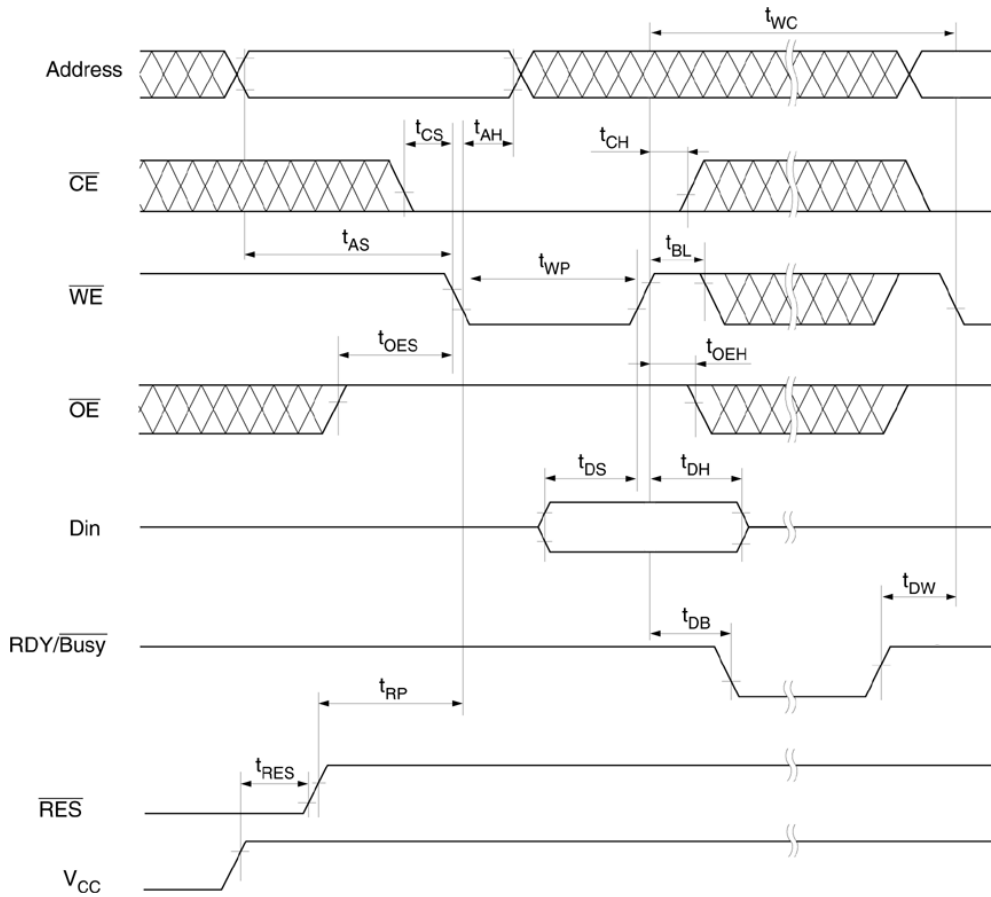 tWC
Address
tCS
tAH
tCH
CE
tAS
tWP
tBL
WE
tOES
tOEH
OE
tDS
tDH
Din
tDW
tDB
RDY/Busy
tRP
tRES
RES
VCC